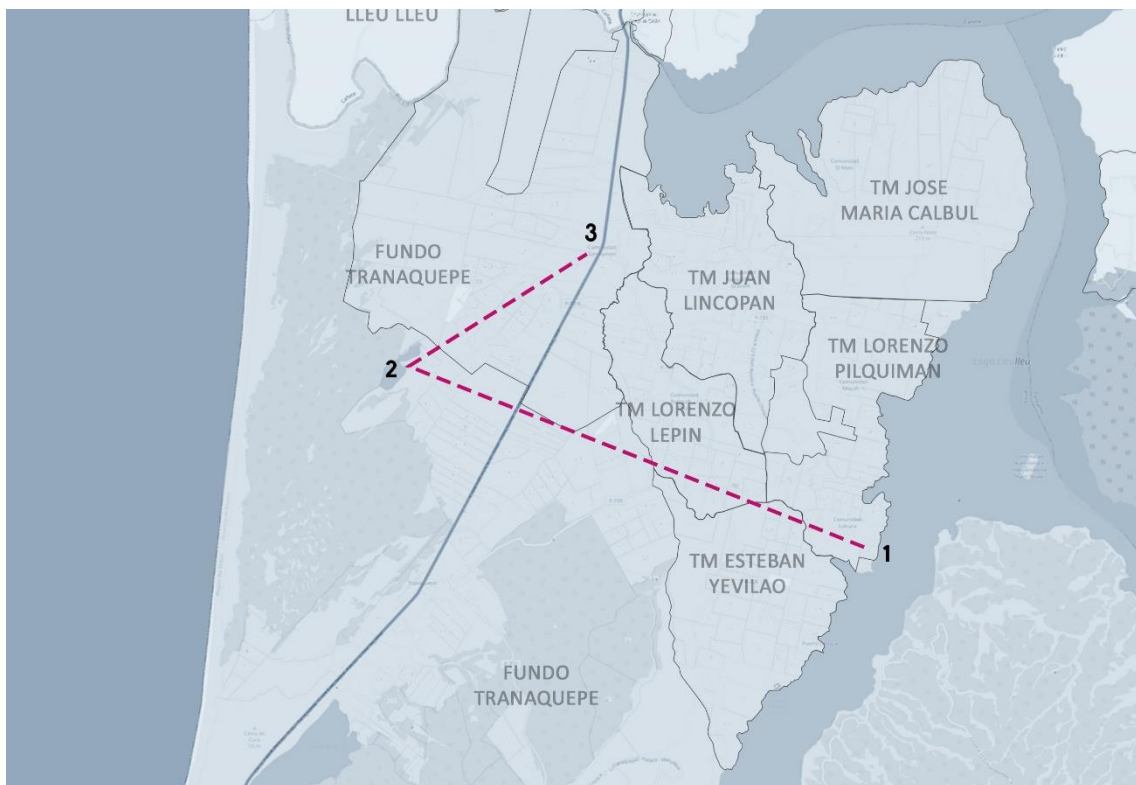 LLEU LLEU
TM JOSE
MARIA CALBUL
3
FUNDO
TRANAQUEPE
TM JUAN
LINCOPAN
2
TM LORENZO
PILQUIMAN
TM LORENZO
LEPIN
1
TM ESTEBAN
YEVILAO
FUNDO
TRANAQUEPE